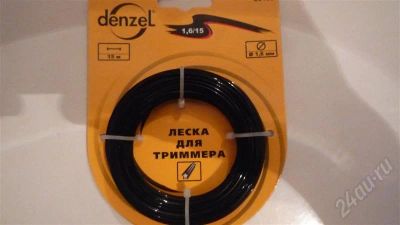 denzel
1,6/15
15 м
Ø 1,6 мм
ЛЕСКА
ДЛЯ
ТРИММЕРА
24au.ru